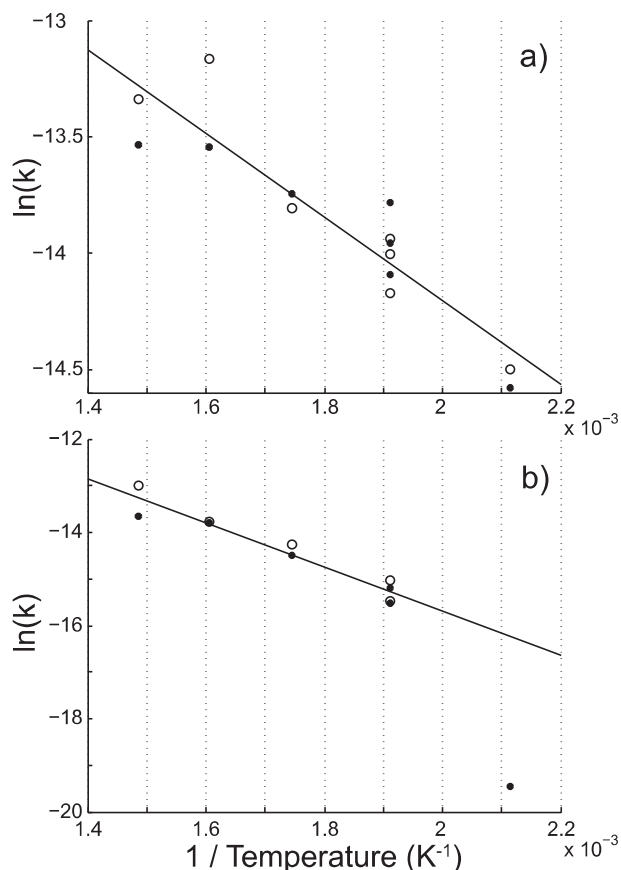 −13
a)
−13.5
ln(k)
−14
−14.5
1.4 1.6 1.8 2 2.2
x 10⁻³
−12
b)
−14
ln(k)
−16
−18
−20
1.4 1.6 1.8 2 2.2
1 / Temperature (K⁻¹) x 10⁻³